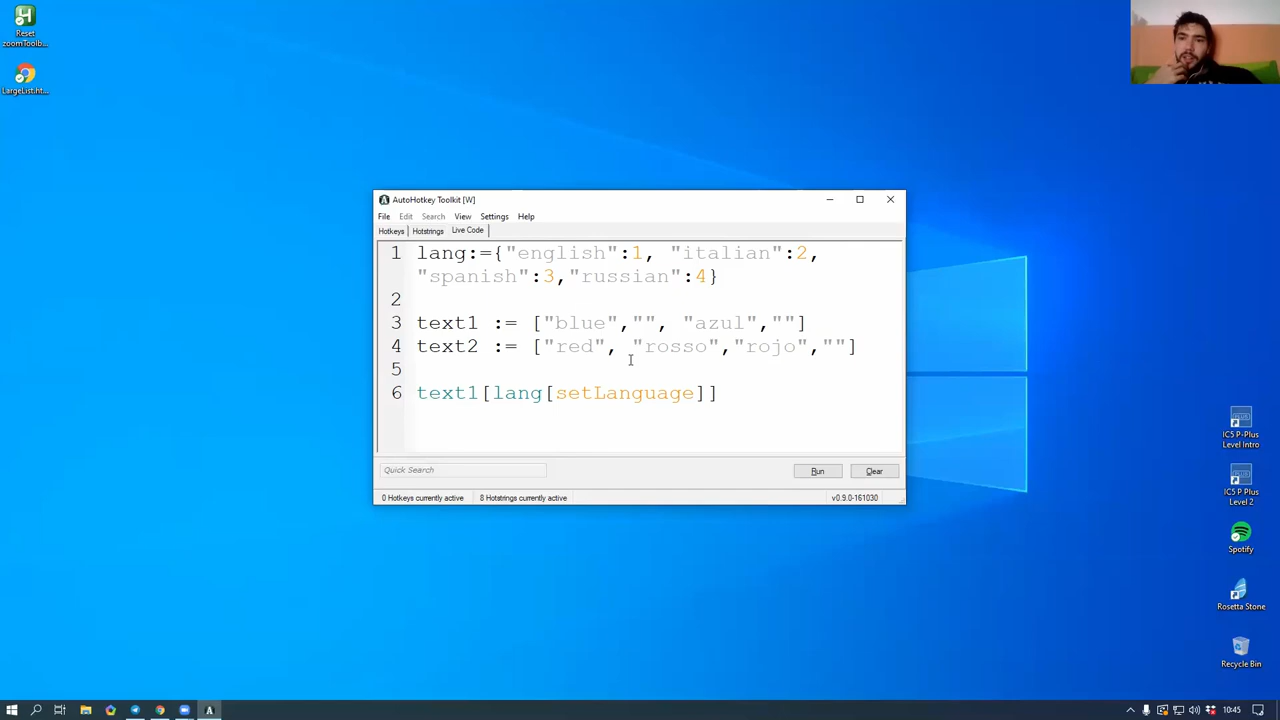 Reset
zoomToolb...
LargeList.ht...
AutoHotkey Toolkit [W]
File Edit Search View Settings Help
Hotkeys Hotstrings Live Code
1 lang:={"english":1, "italian":2,
"spanish":3,"russian":4}
2
3 text1 := ["blue","", "azul",""]
4 text2 := ["red", "rosso","rojo",""]
5
6 text1[lang[setLanguage]]
Quick Search
Run Clear
0 Hotkeys currently active 8 Hotstrings currently active v0.9.0-161030
IC5 P-Plus
Level Intro
IC5 P Plus
Level 2
Spotify
Rosetta Stone
Recycle Bin
10:45